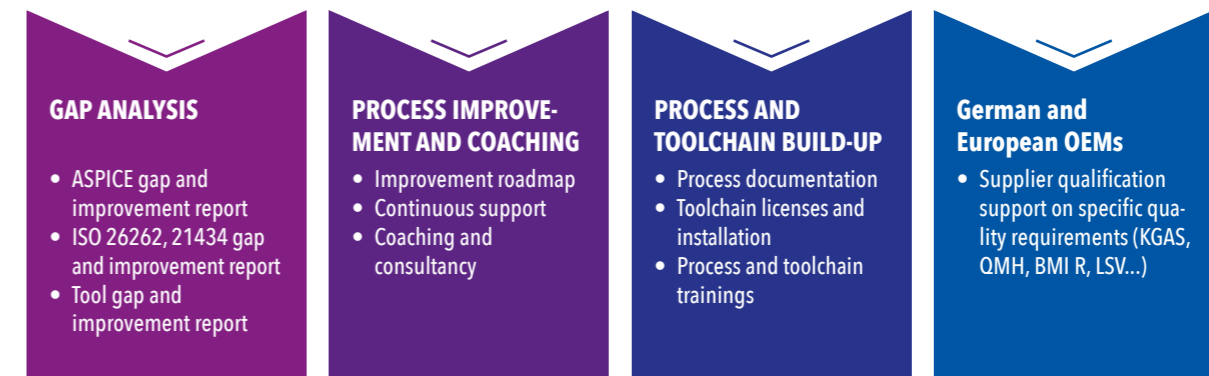 GAP ANALYSIS
• ASPICE gap and
improvement report
• ISO 26262, 21434 gap
and improvement report
• Tool gap and
improvement report
PROCESS IMPROVE-
MENT AND COACHING
• Improvement roadmap
• Continuous support
• Coaching and
consultancy
PROCESS AND
TOOLCHAIN BUILD-UP
• Process documentation
• Toolchain licenses and
installation
• Process and toolchain
trainings
German and
European OEMs
• Supplier qualification
support on specific qua-
lity requirements (KGAS,
QMH, BMI R, LSV...)